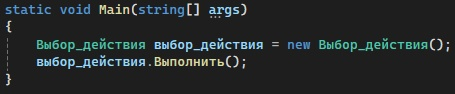 static void Main(string[] args)
{
Выбор_действия выбор_действия = new Выбор_действия();
выбор_действия.Выполнить();
}